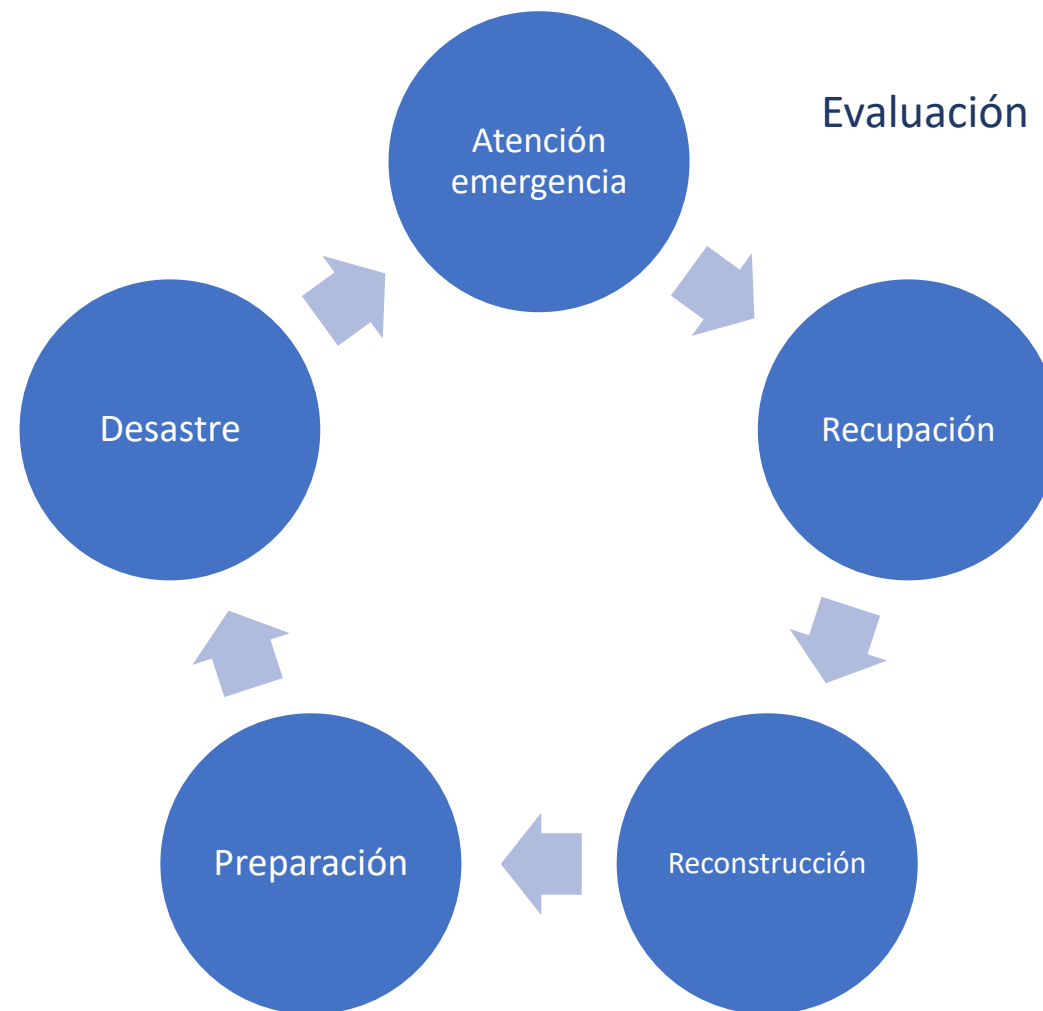 Atención
emergencia
Evaluación
Desastre
Recupación
Preparación
Reconstrucción